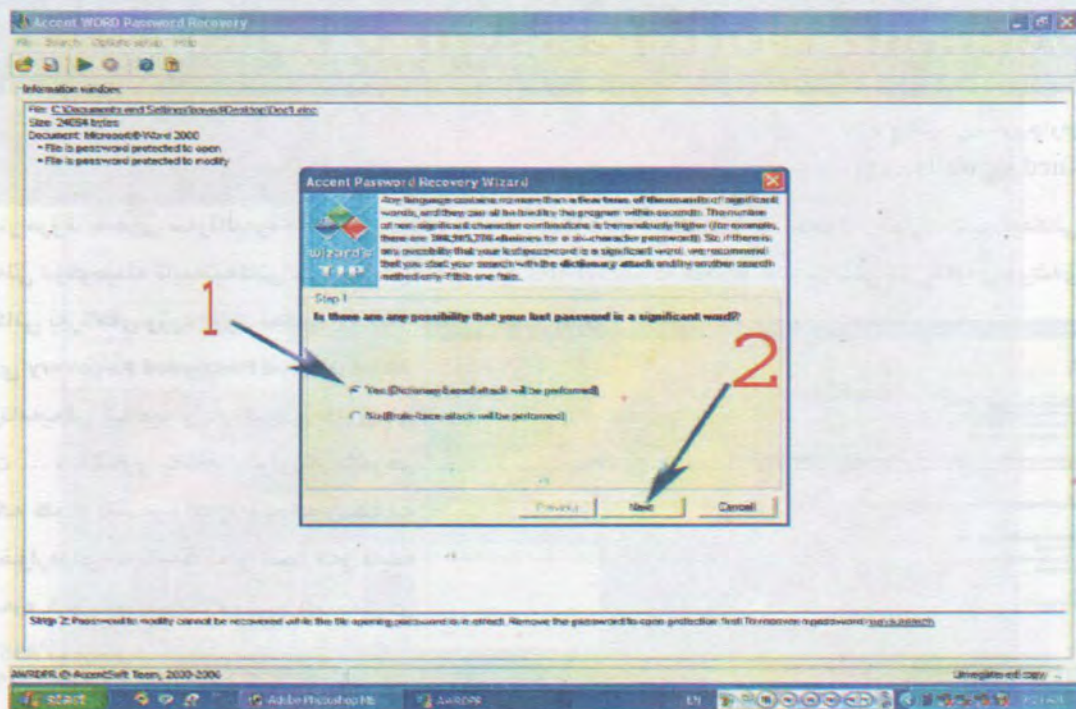 Accent WORD Password Recovery
File Search Options setup Help
Information window:
File: C:\Documents and Settings\ \Desktop\Doc1.doc
Size: 24064 bytes
Document: Microsoft® Word 2000
• File is password protected to open
• File is password protected to modify
Accent Password Recovery Wizard
Any language contains no more than a few tens of thousands of significant
words, and they can all be tested by the program within seconds. The number
of non-significant character combinations is tremendously higher (for example,
there are chances for a six-character password). So, if there is
any possibility that your lost password is a significant word, we recommend
that you start your search with the dictionary attack and try another search
method only if this one fails.
Wizard's
TIP
Step 1
Is there are any possibility that your lost password is a significant word?
1
2
Yes (Dictionary-based attack will be performed)
No (Brute-force attack will be performed)
Previous Next Cancel
Step 2: Password to modify cannot be recovered while the file opening password is in effect. Remove the password to open protection first. To recover a password
AWRDPR © AccentSoft Team, 2000-2006
Unregistered copy
start Adobe Photoshop ME AWRDPR EN